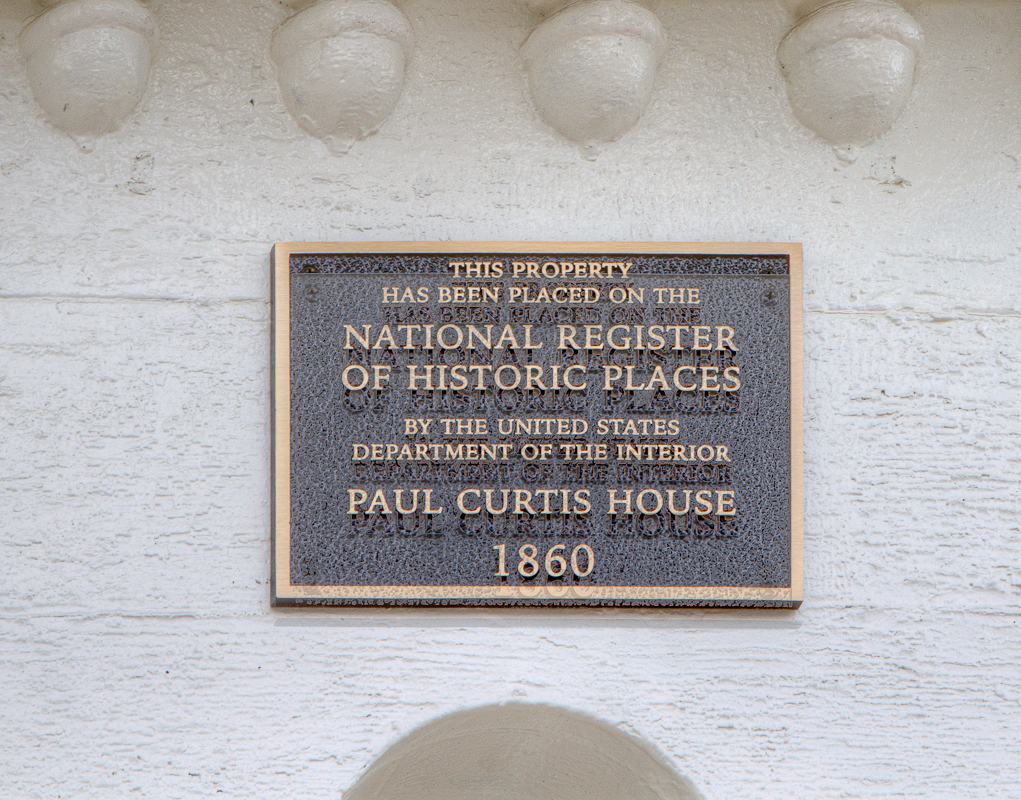 THIS PROPERTY
HAS BEEN PLACED ON THE
NATIONAL REGISTER
OF HISTORIC PLACES
BY THE UNITED STATES
DEPARTMENT OF THE INTERIOR
PAUL CURTIS HOUSE
1860